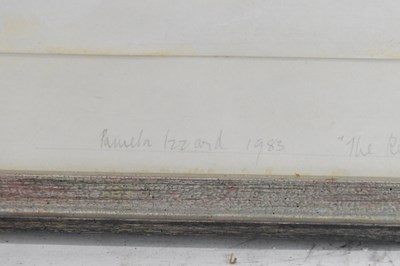 Pamela Izzard 1983 "The